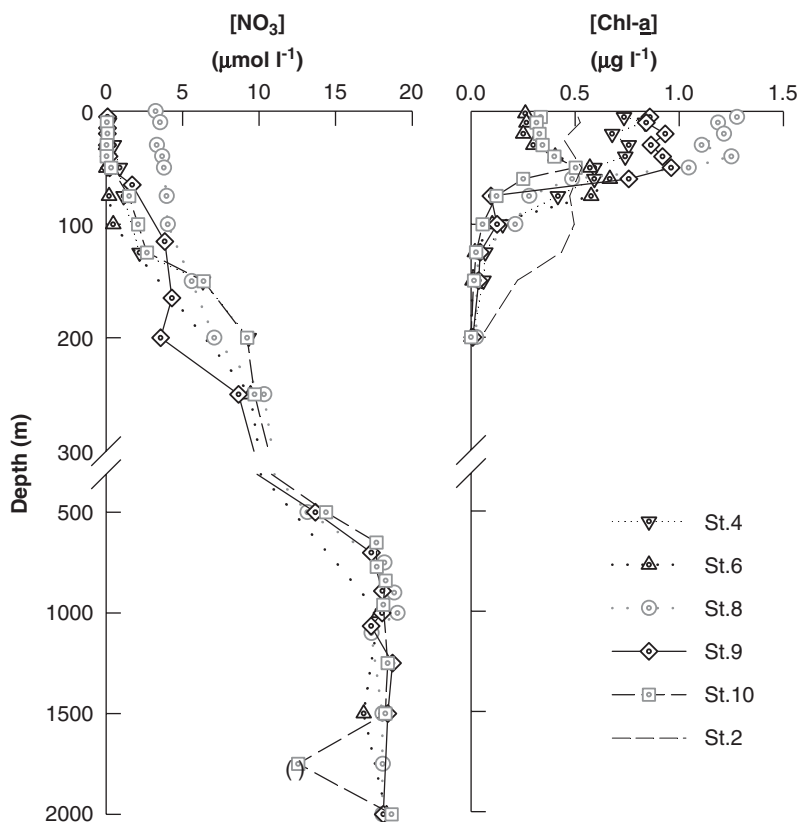 [NO₃]
(μmol l⁻¹)
0 5 10 15 20
[Chl-a]
(μg l⁻¹)
0.0 0.5 1.0 1.5
Depth (m)
0
100
200
300
500
1000
1500
2000
(-)
St.4
St.6
St.8
St.9
St.10
St.2